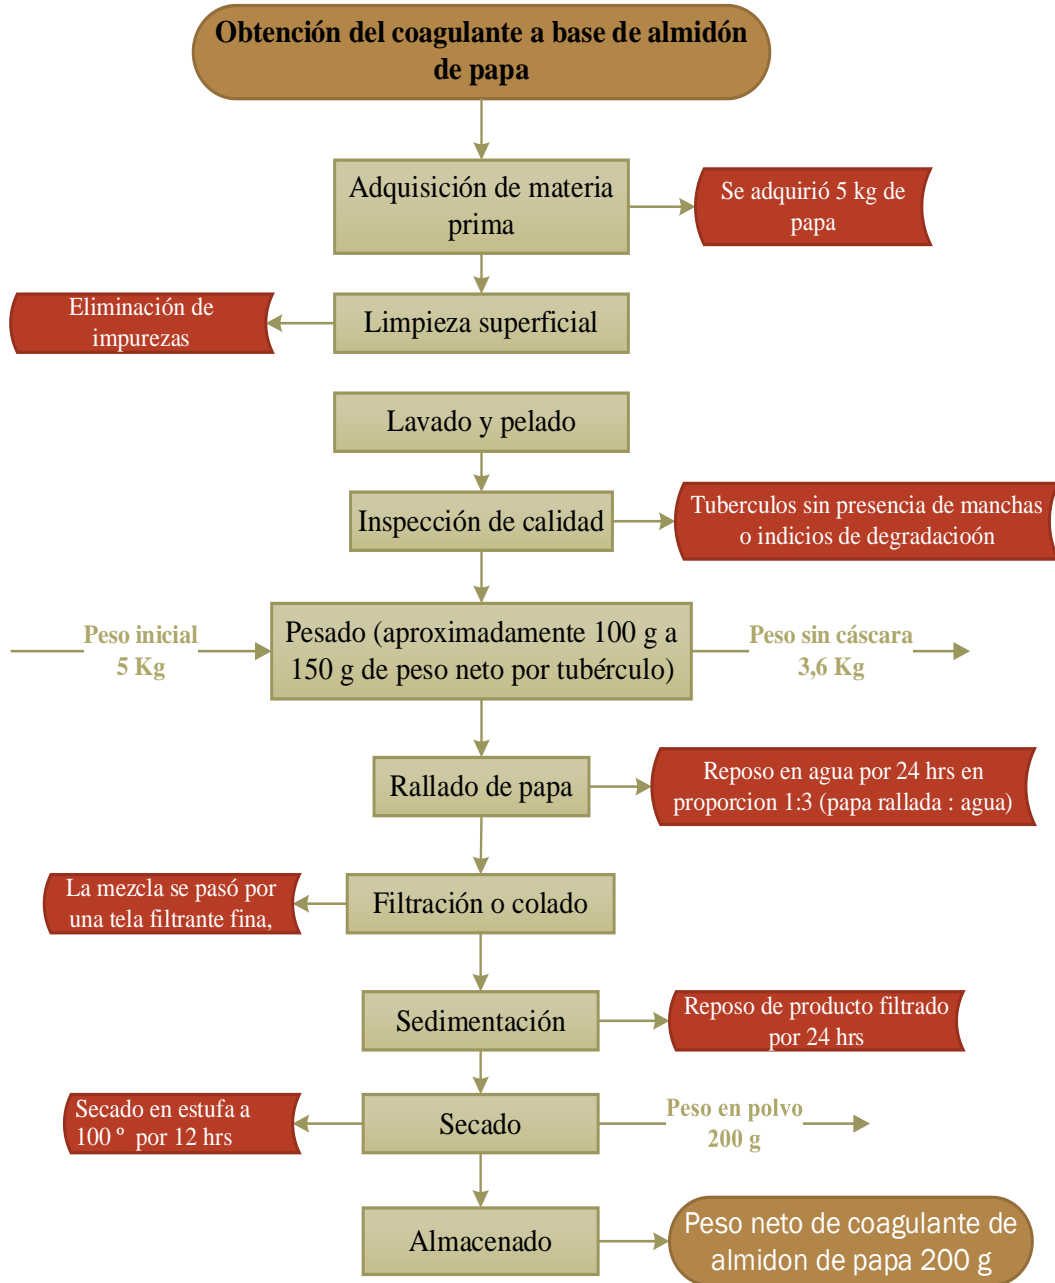 Obtención del coagulante a base de almidón
de papa
Adquisición de materia
prima
Se adquirió 5 kg de
papa
Eliminación de
impurezas
Limpieza superficial
Lavado y pelado
Inspección de calidad
Tuberculos sin presencia de manchas
o indicios de degradacioón
Peso inicial
5 Kg
Pesado (aproximadamente 100 g a
150 g de peso neto por tubérculo)
Peso sin cáscara
3,6 Kg
Rallado de papa
Reposo en agua por 24 hrs en
proporcion 1:3 (papa rallada : agua)
La mezcla se pasó por
una tela filtrante fina,
Filtración o colado
Sedimentación
Reposo de producto filtrado
por 24 hrs
Secado en estufa a
100 º  por 12 hrs
Secado
Peso en polvo
200 g
Almacenado
Peso neto de coagulante de
almidon de papa 200 g